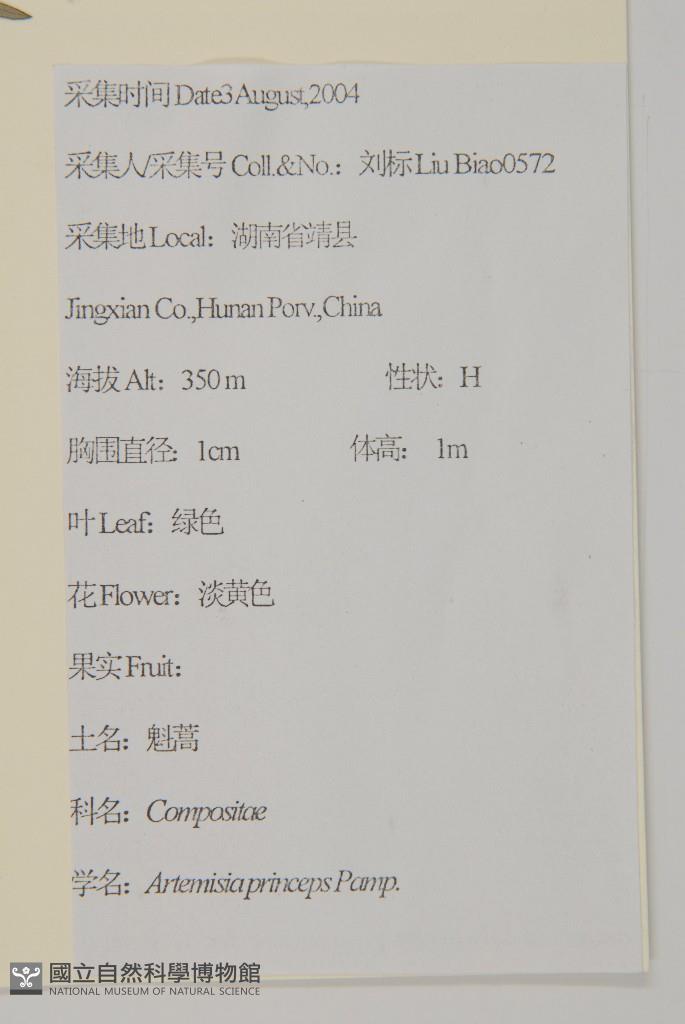 采集时间 Date3 August,2004
采集人/采集号 Coll.&No.：刘标 Liu Biao0572
采集地 Local：湖南省靖县
Jingxian Co.,Hunan Porv.,China
海拔 Alt：350 m 性状：H
胸围直径：1cm 体高：1m
叶 Leaf：绿色
花 Flower：淡黄色
果实 Fruit：
土名：魁蒿
科名：Compositae
学名：Artemisia princeps Pamp.
國立自然科學博物館
NATIONAL MUSEUM OF NATURAL SCIENCE